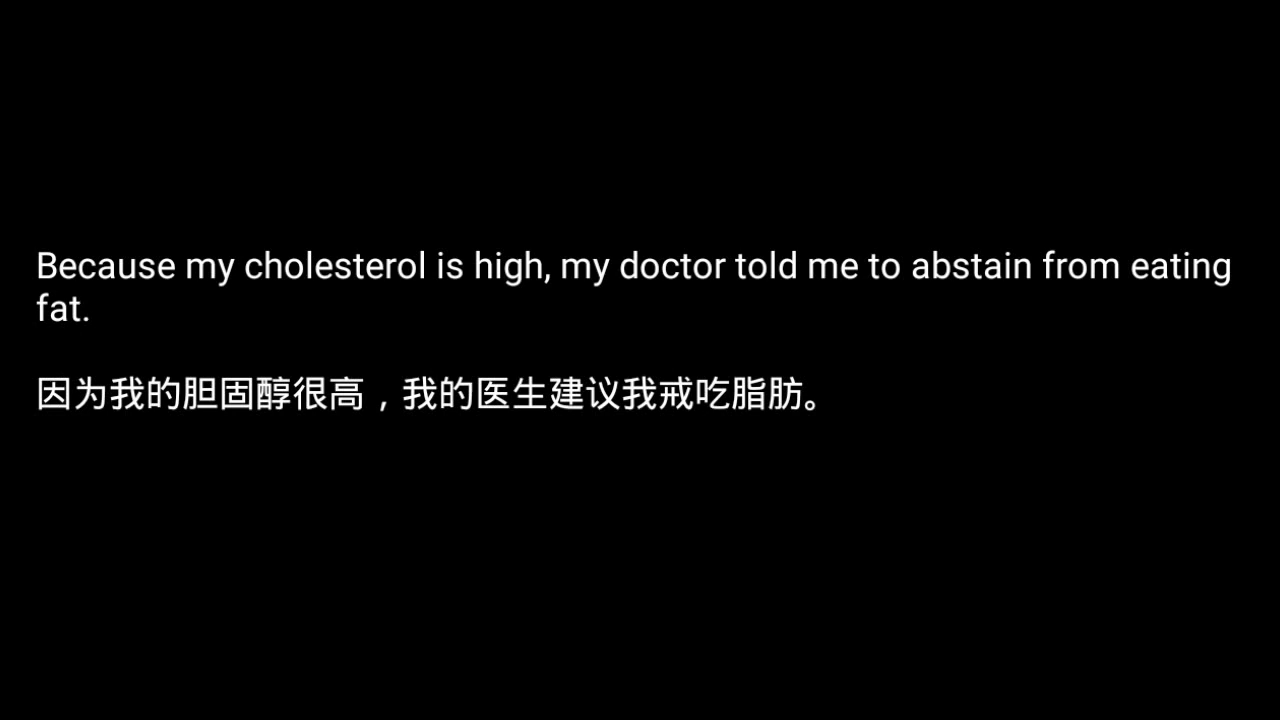 Because my cholesterol is high, my doctor told me to abstain from eating
fat.
因为我的胆固醇很高，我的医生建议我戒吃脂肪。